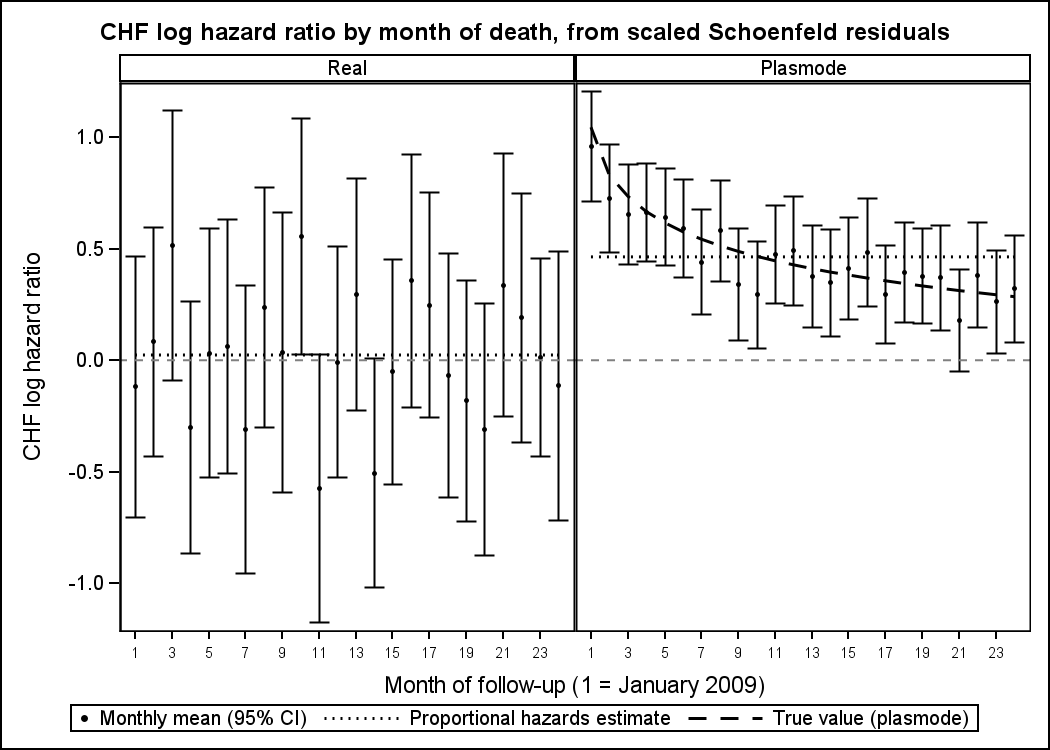 CHF log hazard ratio by month of death, from scaled Schoenfeld residuals
Real Plasmode
CHF log hazard ratio
1.0
0.5
0.0
-0.5
-1.0
1 3 5 7 9 11 13 15 17 19 21 23 1 3 5 7 9 11 13 15 17 19 21 23
Month of follow-up (1 = January 2009)
Monthly mean (95% CI) Proportional hazards estimate True value (plasmode)